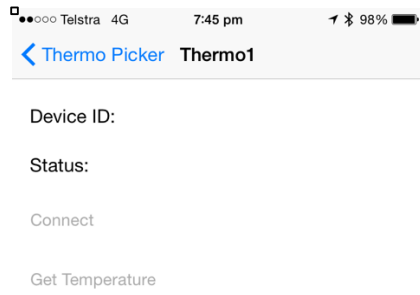 Telstra 4G 7:45 pm 98%
Thermo Picker Thermo1
Device ID:
Status:
Connect
Get Temperature